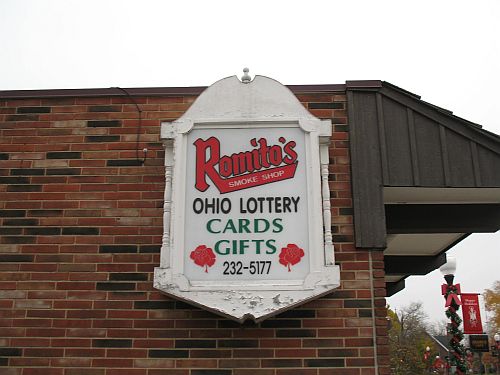 Romito's
SMOKE SHOP
OHIO LOTTERY
CARDS
GIFTS
232-5177